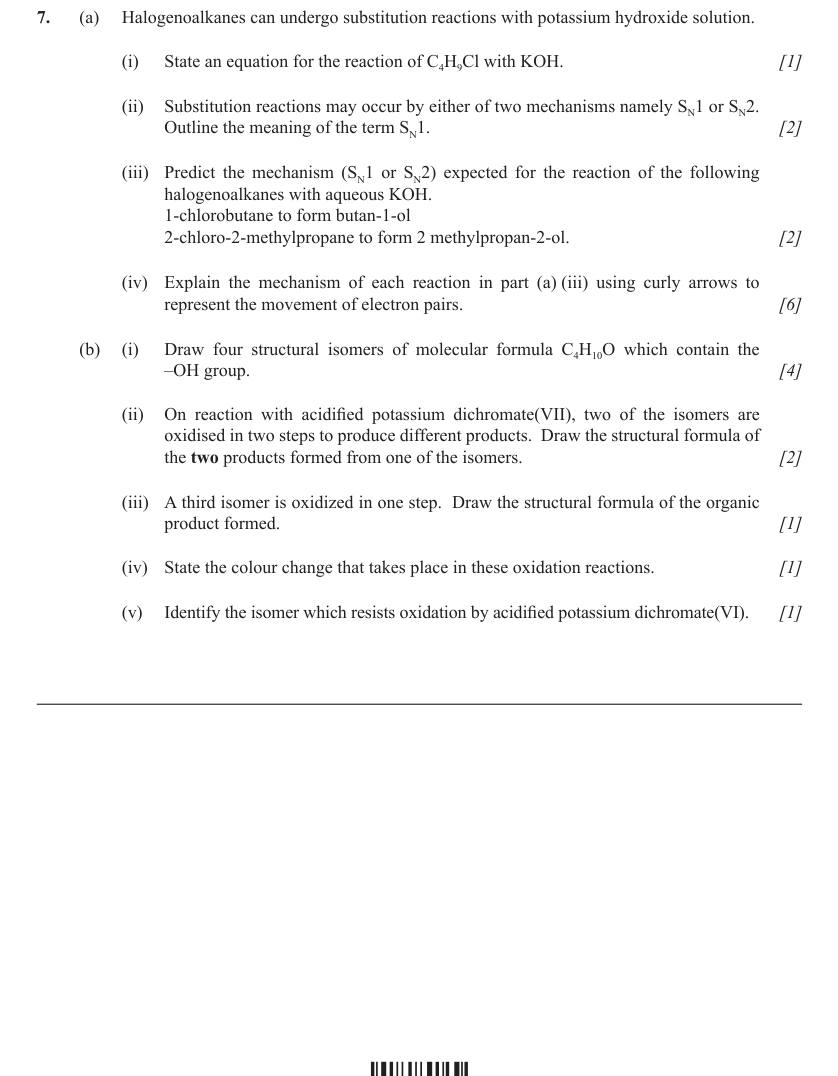 7. (a) Halogenoalkanes can undergo substitution reactions with potassium hydroxide solution.
(i) State an equation for the reaction of C₄H₉Cl with KOH. [1]
(ii) Substitution reactions may occur by either of two mechanisms namely Sₙ1 or Sₙ2.
Outline the meaning of the term Sₙ1. [2]
(iii) Predict the mechanism (Sₙ1 or Sₙ2) expected for the reaction of the following
halogenoalkanes with aqueous KOH.
1-chlorobutane to form butan-1-ol
2-chloro-2-methylpropane to form 2 methylpropan-2-ol. [2]
(iv) Explain the mechanism of each reaction in part (a) (iii) using curly arrows to
represent the movement of electron pairs. [6]
(b) (i) Draw four structural isomers of molecular formula C₄H₁₀O which contain the
–OH group. [4]
(ii) On reaction with acidified potassium dichromate(VII), two of the isomers are
oxidised in two steps to produce different products. Draw the structural formula of
the two products formed from one of the isomers. [2]
(iii) A third isomer is oxidized in one step. Draw the structural formula of the organic
product formed. [1]
(iv) State the colour change that takes place in these oxidation reactions. [1]
(v) Identify the isomer which resists oxidation by acidified potassium dichromate(VI). [1]